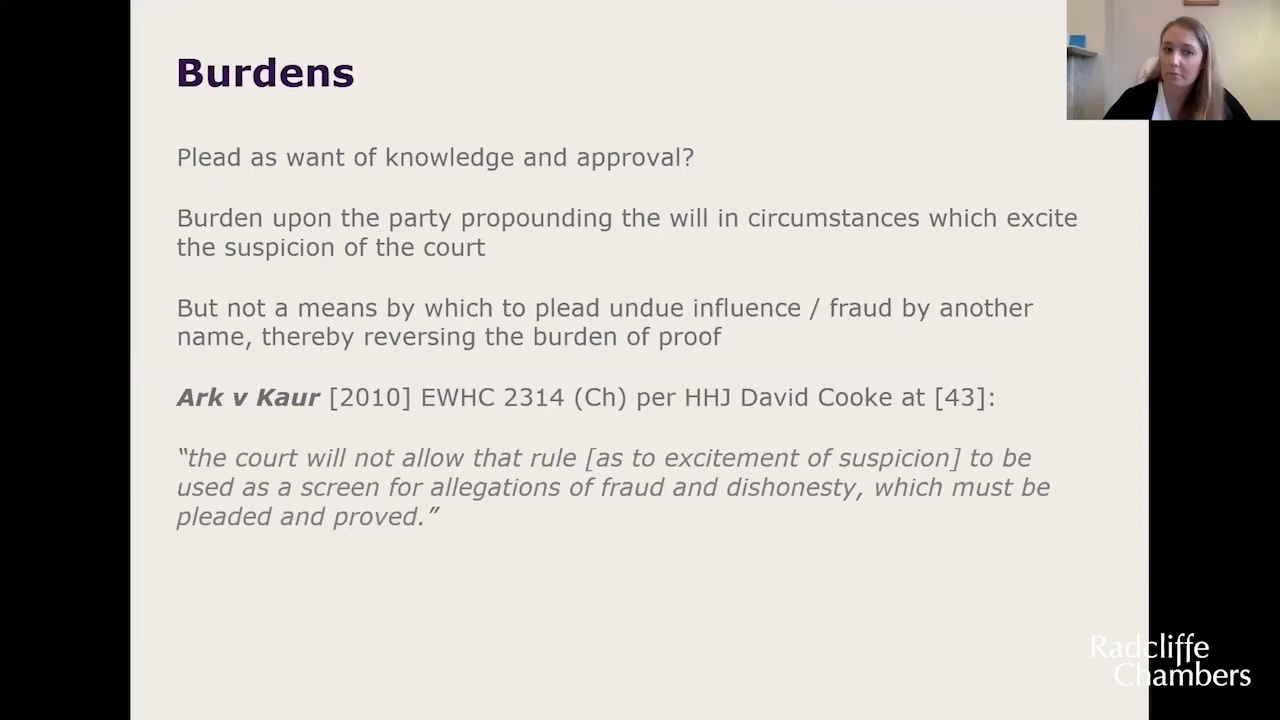 Burdens
Plead as want of knowledge and approval?
Burden upon the party propounding the will in circumstances which excite
the suspicion of the court
But not a means by which to plead undue influence / fraud by another
name, thereby reversing the burden of proof
Ark v Kaur [2010] EWHC 2314 (Ch) per HHJ David Cooke at [43]:
“the court will not allow that rule [as to excitement of suspicion] to be
used as a screen for allegations of fraud and dishonesty, which must be
pleaded and proved.”
Radcliffe
Chambers